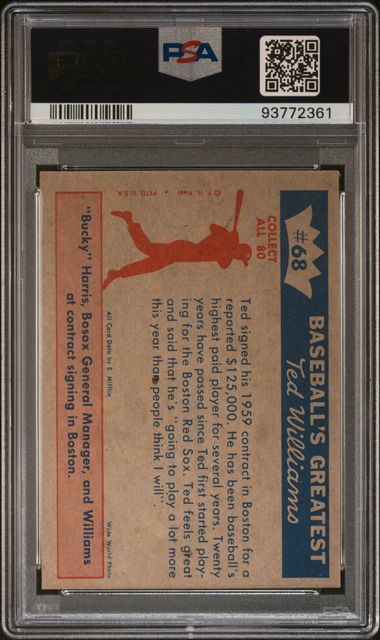 PSA
PSA
93772361
#68
BASEBALL'S GREATEST
Ted Williams
COLLECT
ALL 80
Ted signed his 1959 contract in Boston for a
reported $125,000. He has been baseball's
highest paid player for several years. Twenty
years have passed since Ted first started play-
ing for the Boston Red Sox. Ted feels great
and said that he's "going to play a lot more
this year than people think I will".
© F. H. Fleer • PRTD. U.S.A.
All Card Data by E. Mifflin
Wide World Photo
"Bucky" Harris, Bosox General Manager, and Williams
at contract signing in Boston.